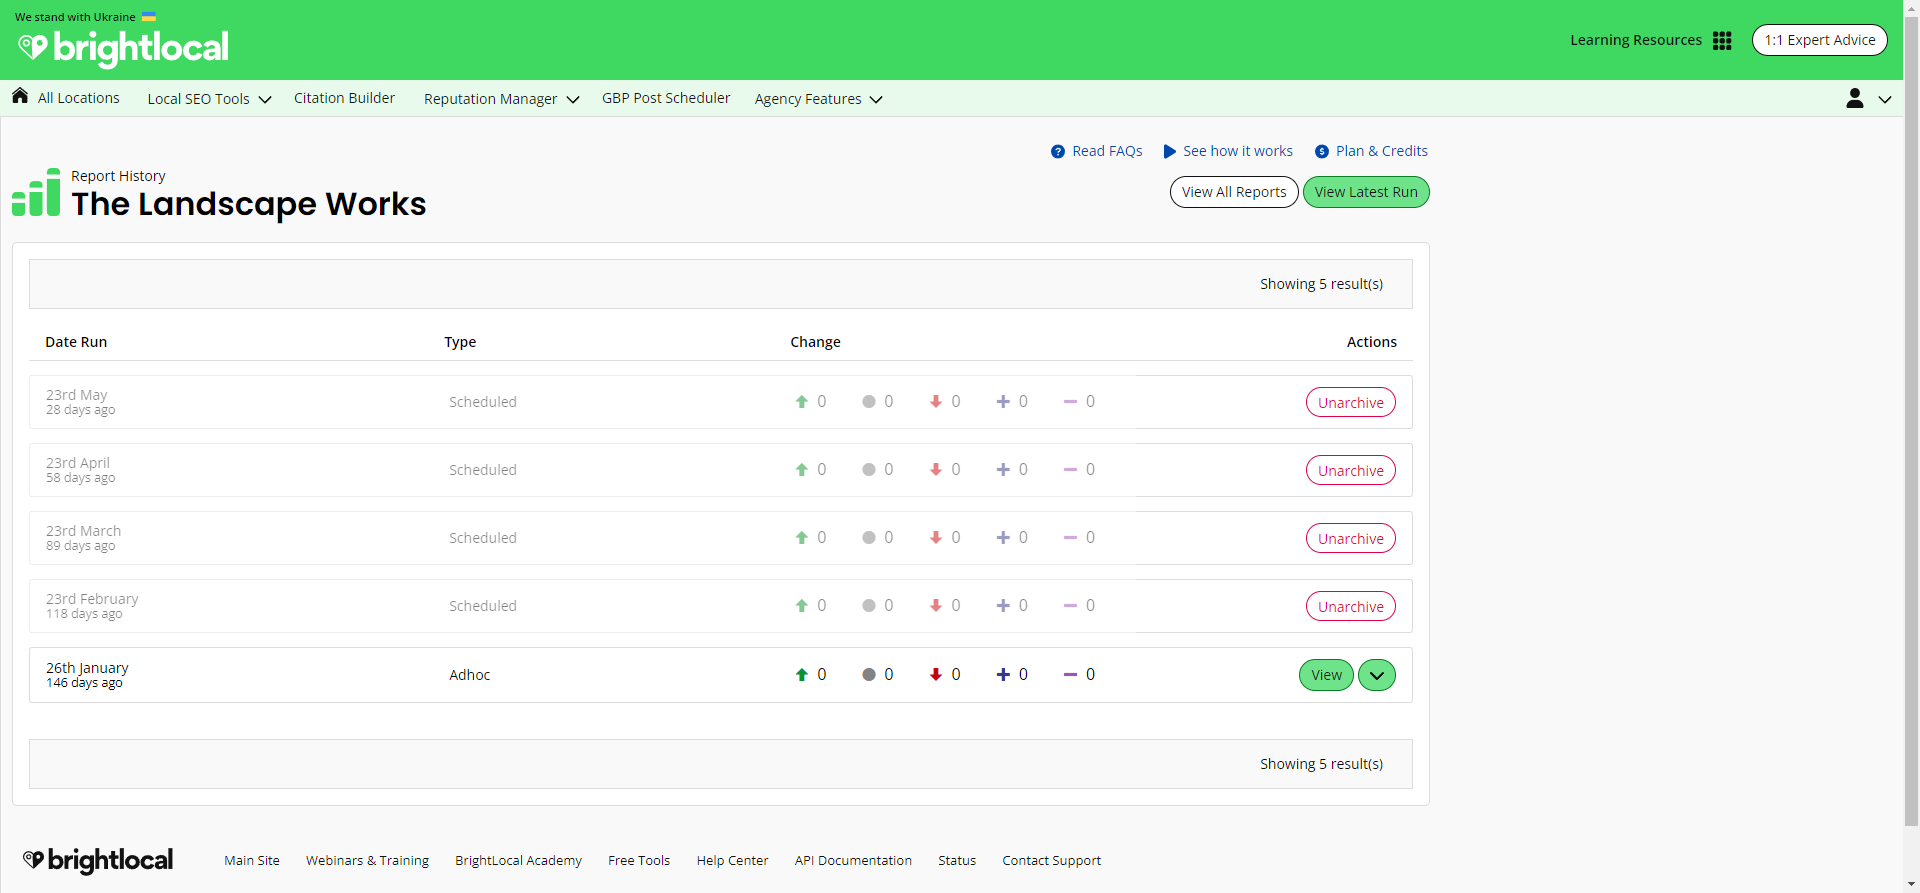 We stand with Ukraine
brightlocal
Learning Resources
1:1 Expert Advice
All Locations
Local SEO Tools
Citation Builder
Reputation Manager
GBP Post Scheduler
Agency Features
Read FAQs
See how it works
Plan & Credits
Report History
The Landscape Works
View All Reports
View Latest Run
Showing 5 result(s)
Date Run Type Change Actions
23rd May
28 days ago
Scheduled 0 0 0 0 0 Unarchive
23rd April
58 days ago
Scheduled 0 0 0 0 0 Unarchive
23rd March
89 days ago
Scheduled 0 0 0 0 0 Unarchive
23rd February
118 days ago
Scheduled 0 0 0 0 0 Unarchive
26th January
146 days ago
Adhoc 0 0 0 0 0 View
Showing 5 result(s)
brightlocal
Main Site Webinars & Training BrightLocal Academy Free Tools Help Center API Documentation Status Contact Support